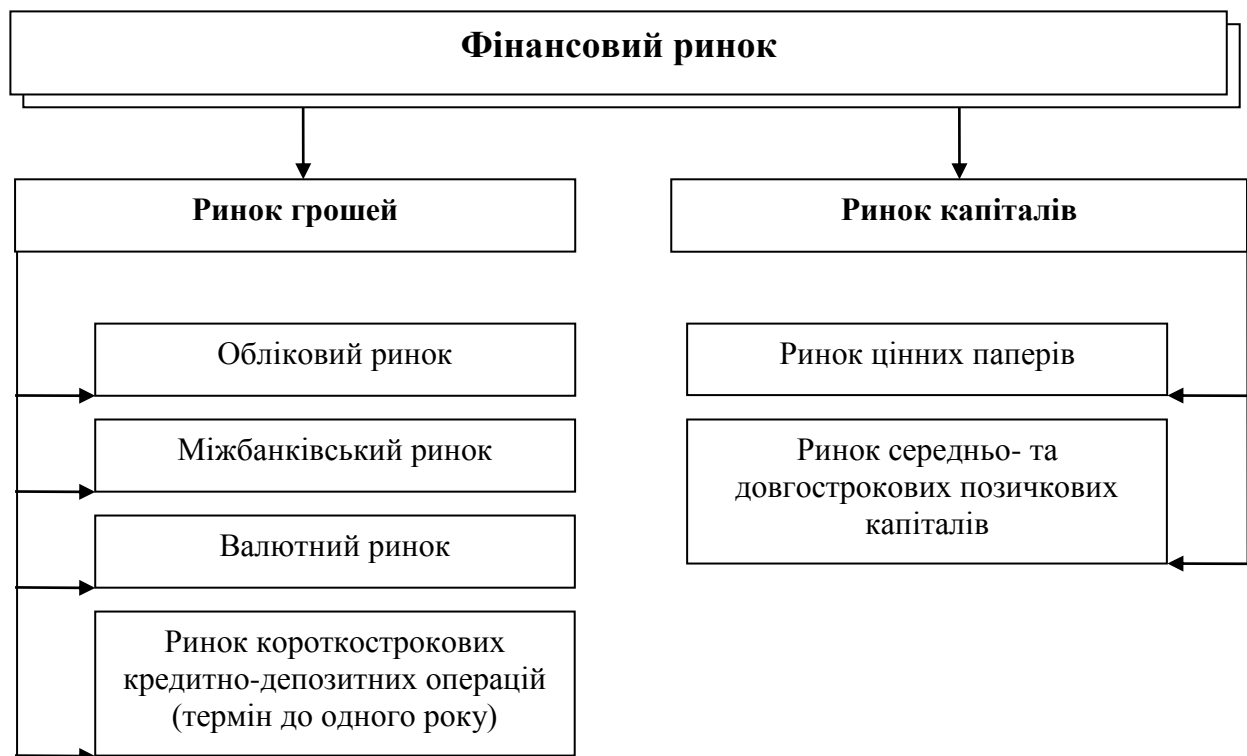 Фінансовий ринок
Ринок грошей
Ринок капіталів
Обліковий ринок
Ринок цінних паперів
Міжбанківський ринок
Ринок середньо- та
довгострокових позичкових
капіталів
Валютний ринок
Ринок короткострокових
кредитно-депозитних операцій
(термін до одного року)